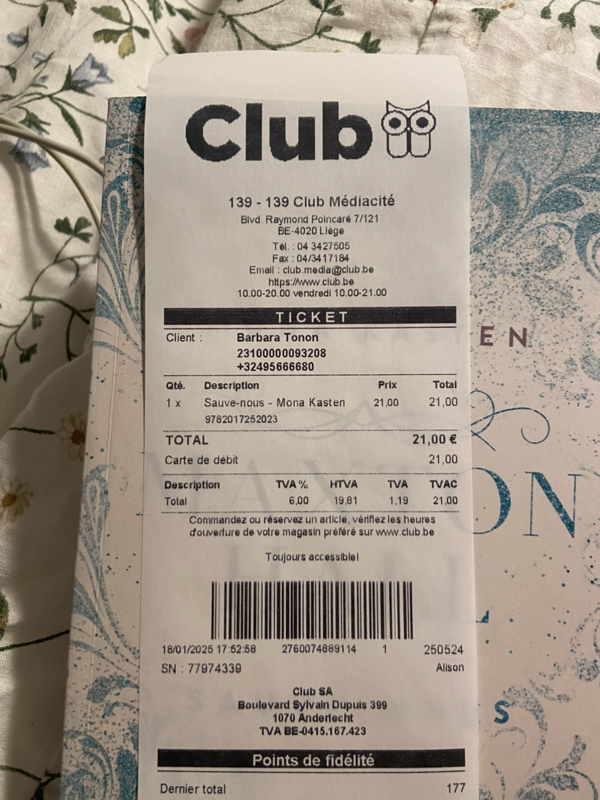 Club
139 - 139 Club Médiacité
Blvd. Raymond Poincaré 7/121
BE-4020 Liège
Tél. : 04 3427505
Fax : 04/3417184
Email : club.media@club.be
https://www.club.be
10.00-20.00 vendredi 10.00-21.00
TICKET
Client : Barbara Tonon
23100000093208
+32495666680
Qté. Description Prix Total
1 x Sauve-nous - Mona Kasten 21,00 21,00
9782017252023
TOTAL 21,00 €
Carte de débit 21,00
Description TVA % HTVA TVA TVAC
Total 6,00 19,81 1,19 21,00
Commandez ou réservez un article, vérifiez les heures
d'ouverture de votre magasin préféré sur www.club.be
Toujours accessible!
18/01/2025 17:52:58 2760074889114 1 250524
SN : 77974339 Alison
Club SA
Boulevard Sylvain Dupuis 399
1070 Anderlecht
TVA BE-0415.167.423
Points de fidélité
Dernier total 177
EN
ON
L
S